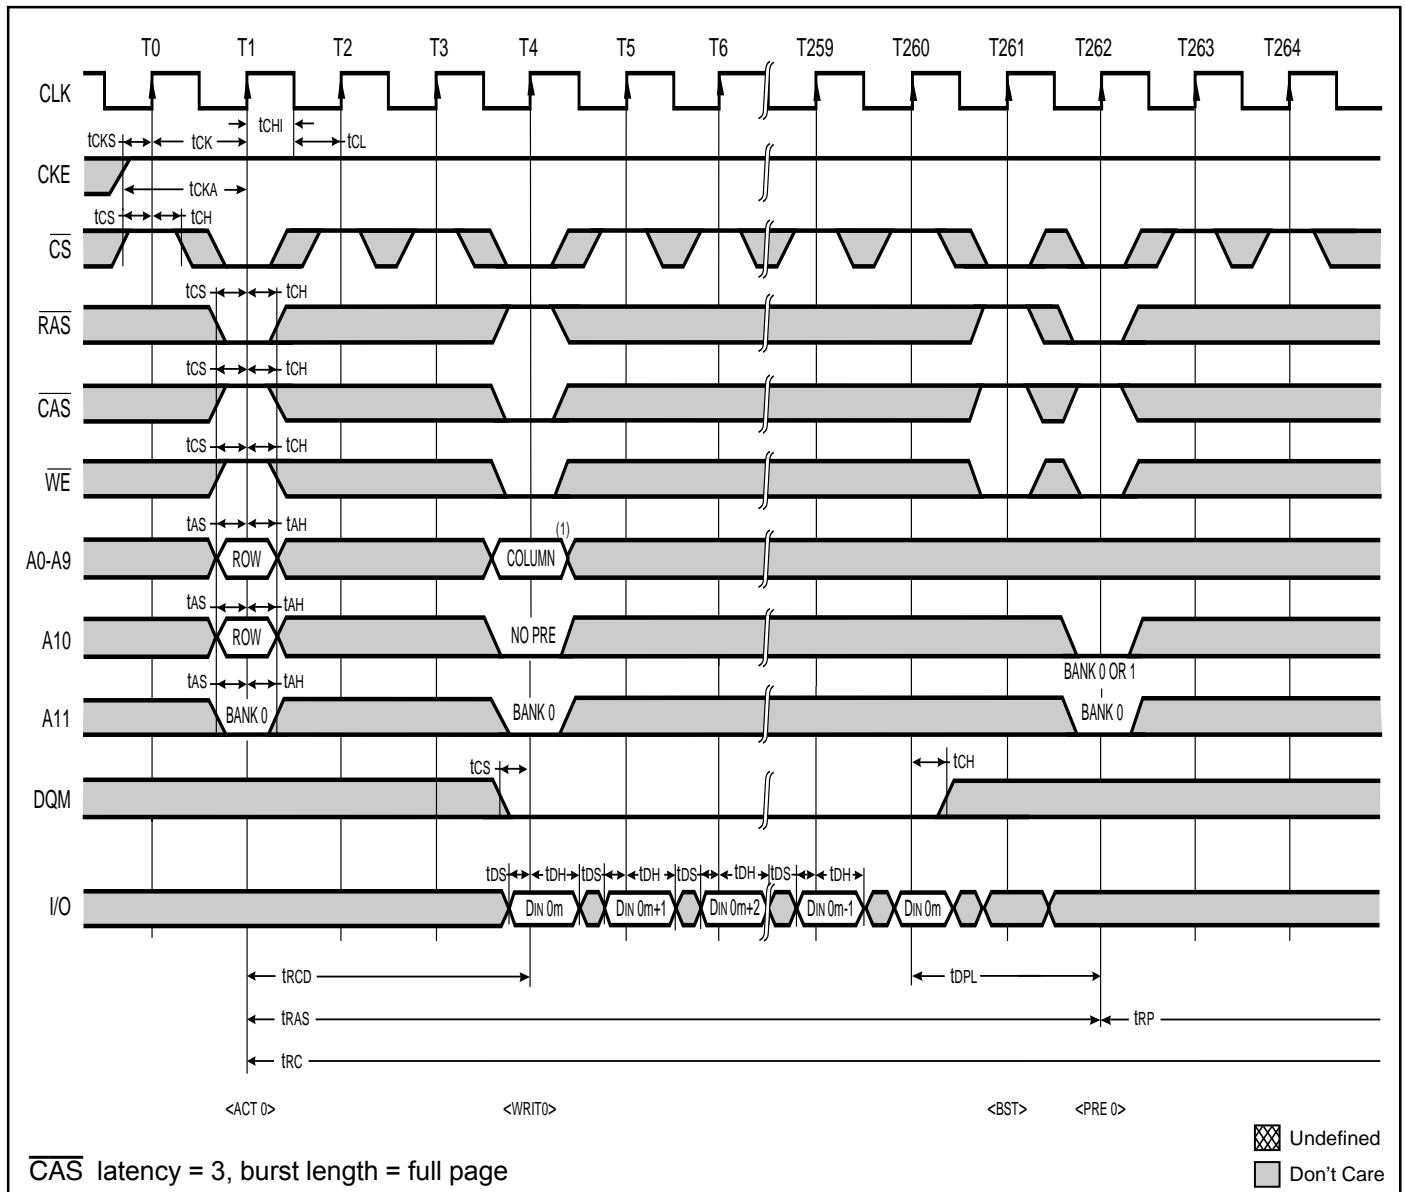 T0 T1 T2 T3 T4 T5 T6 T259 T260 T261 T262 T263 T264
CLK
tCHI
tCKS tCK tCL
CKE
tCKA
tCS tCH
CS
tCS tCH
RAS
tCS tCH
CAS
tCS tCH
WE
tAS tAH (1)
A0-A9 ROW COLUMN
tAS tAH
A10 ROW NO PRE
BANK 0 OR 1
tAS tAH
A11 BANK 0 BANK 0 BANK 0
tCS tCH
DQM
tDS tDH tDS tDH tDS tDH tDS tDH
I/O DIN 0m DIN 0m+1 DIN 0m+2 DIN 0m-1 DIN 0m
tRCD tDPL
tRAS tRP
tRC
<ACT 0> <WRIT0> <BST> <PRE 0>
Undefined
CAS latency = 3, burst length = full page
Don't Care